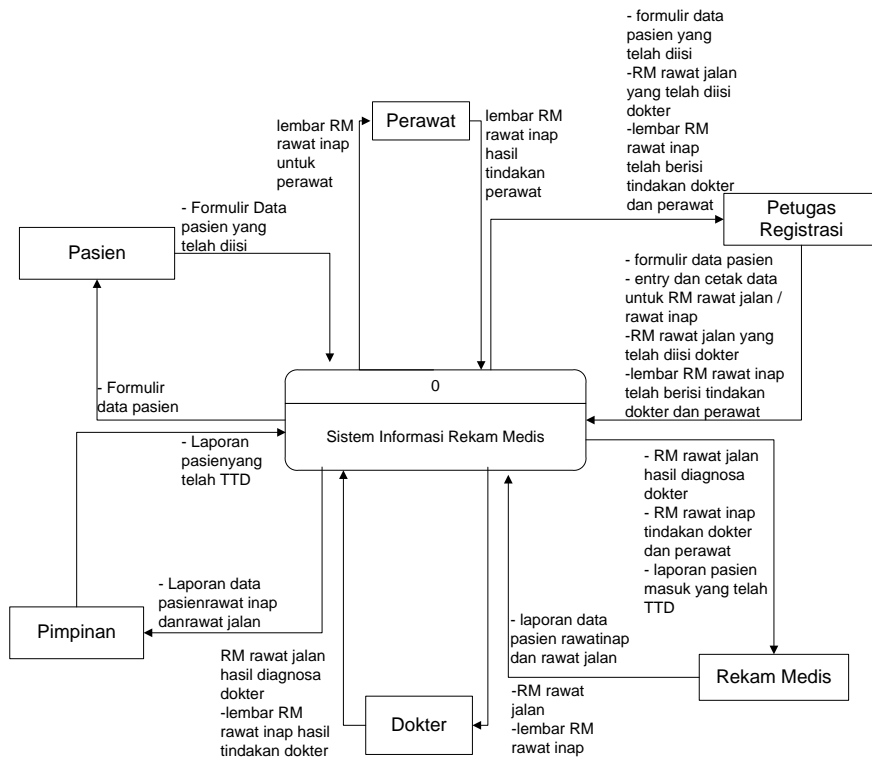 - formulir data
pasien yang
telah diisi
-RM rawat jalan
yang telah diisi
dokter
-lembar RM
rawat inap
telah berisi
tindakan dokter
dan perawat
Perawat
lembar RM
rawat inap
untuk
perawat
lembar RM
rawat inap
hasil
tindakan
perawat
Petugas
Registrasi
- Formulir Data
pasien yang
telah diisi
Pasien
- formulir data pasien
- entry dan cetak data
untuk RM rawat jalan /
rawat inap
-RM rawat jalan yang
telah diisi dokter
-lembar RM rawat inap
telah berisi tindakan
dokter dan perawat
- Formulir
data pasien
0
Sistem Informasi Rekam Medis
- Laporan
pasienyang
telah TTD
- RM rawat jalan
hasil diagnosa
dokter
- RM rawat inap
tindakan dokter
dan perawat
- laporan pasien
masuk yang telah
TTD
- Laporan data
pasienrawat inap
danrawat jalan
Pimpinan
- laporan data
pasien rawatinap
dan rawat jalan
Rekam Medis
RM rawat jalan
hasil diagnosa
dokter
-lembar RM
rawat inap hasil
tindakan dokter
Dokter
-RM rawat
jalan
-lembar RM
rawat inap